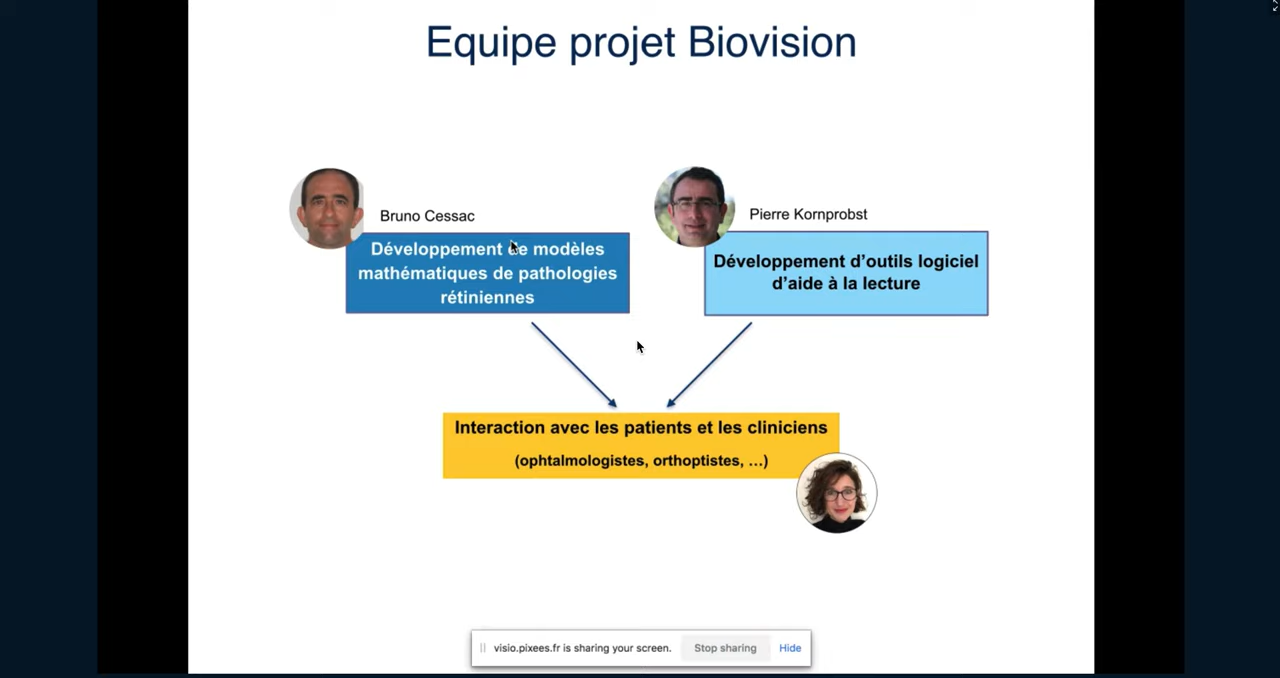 Equipe projet Biovision
Bruno Cessac
Développement de modèles
mathématiques de pathologies
rétiniennes
Pierre Kornprobst
Développement d'outils logiciel
d'aide à la lecture
Interaction avec les patients et les cliniciens
(ophtalmologistes, orthoptistes, ...)
visio.pixees.fr is sharing your screen.
Stop sharing
Hide